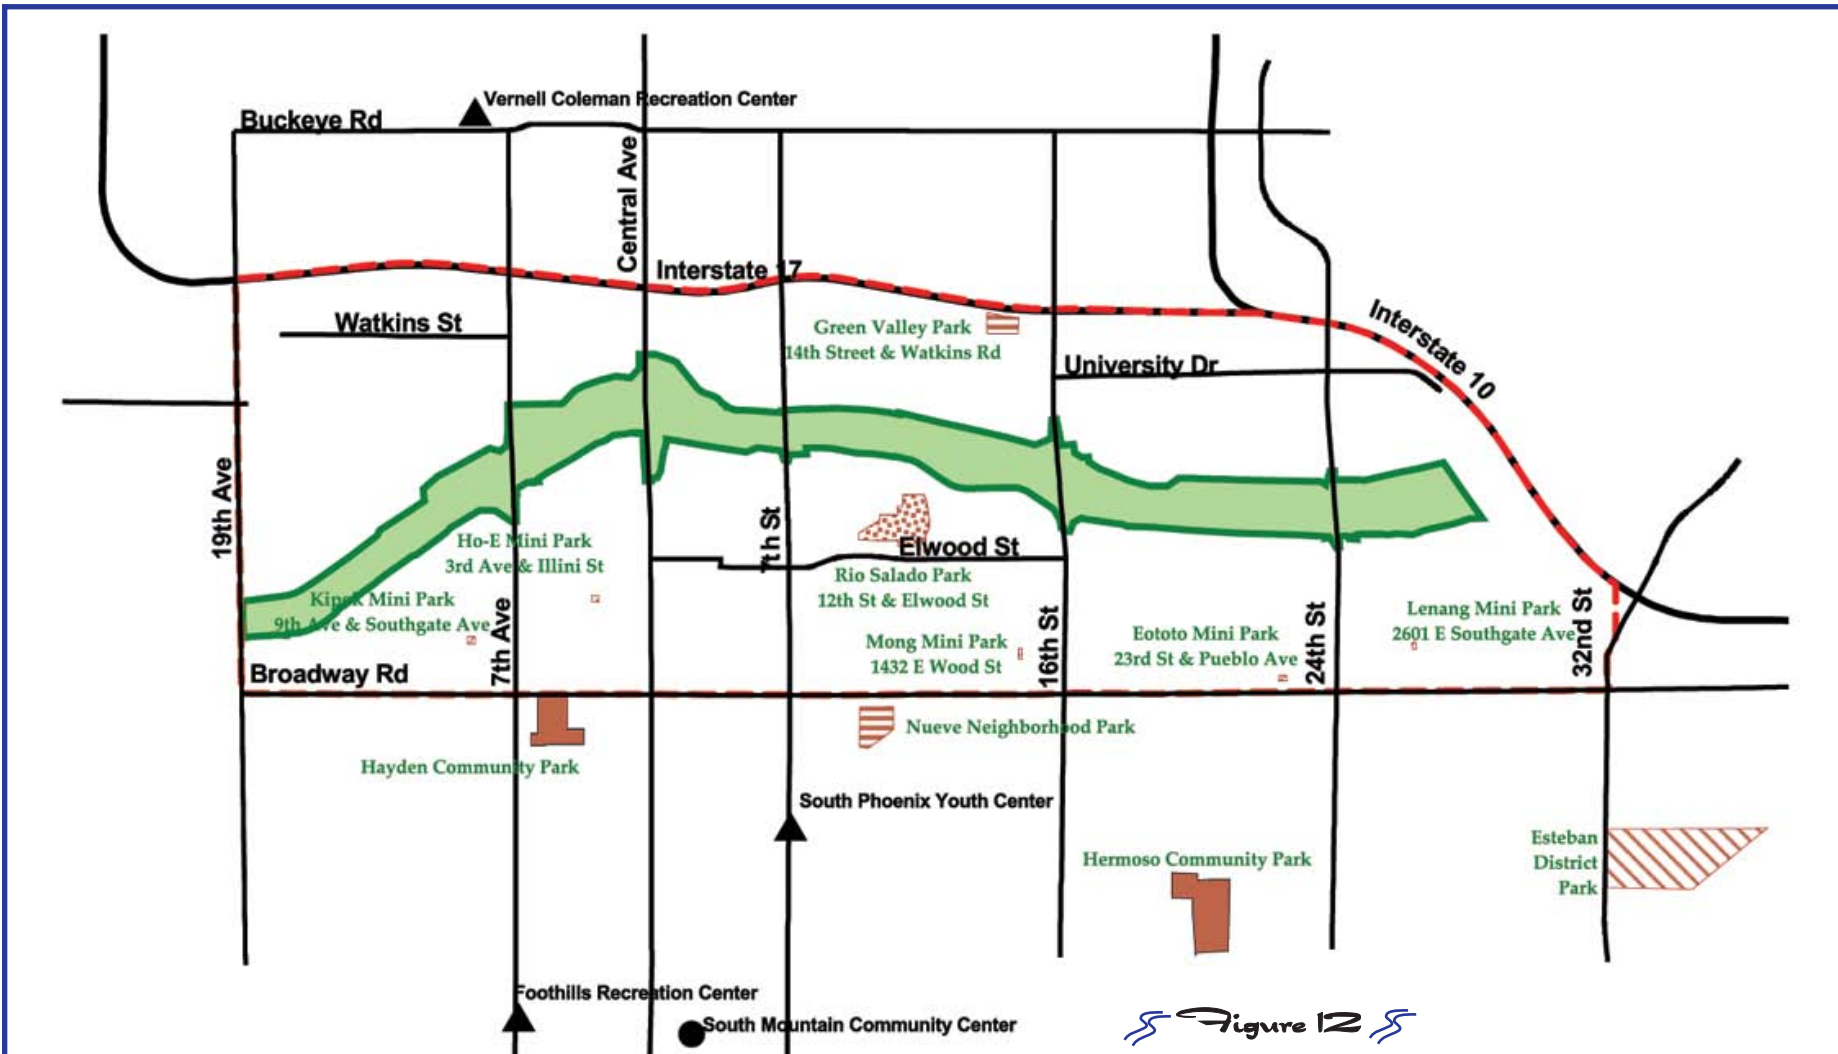 Vernell Coleman Recreation Center
Buckeye Rd
Central Ave
Interstate 17
Watkins St
Green Valley Park
14th Street & Watkins Rd
Interstate 10
University Dr
19th Ave
7th St
Ho-E Mini Park
3rd Ave & Illini St
Elwood St
Rio Salado Park
12th St & Elwood St
Kipok Mini Park
9th Ave & Southgate Ave
7th Ave
Mong Mini Park
1432 E Wood St
16th St
Eototo Mini Park
23rd St & Pueblo Ave
24th St
Lenang Mini Park
2601 E Southgate Ave
32nd St
Broadway Rd
Nueve Neighborhood Park
Hayden Community Park
South Phoenix Youth Center
Hermoso Community Park
Esteban
District
Park
Foothills Recreation Center
South Mountain Community Center
Figure 12